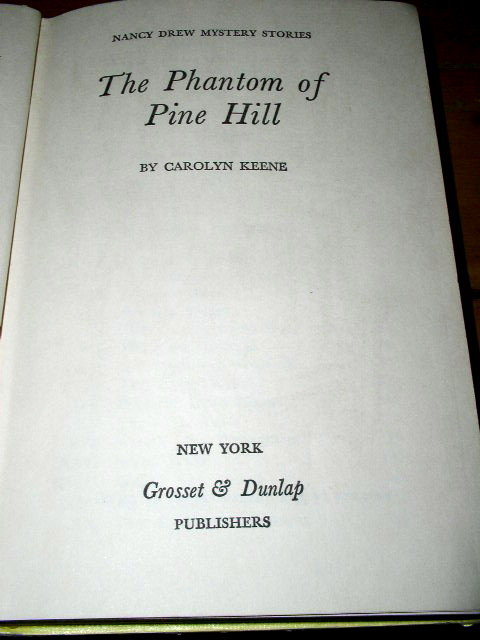 NANCY DREW MYSTERY STORIES
The Phantom of
Pine Hill
BY CAROLYN KEENE
NEW YORK
Grosset & Dunlap
PUBLISHERS